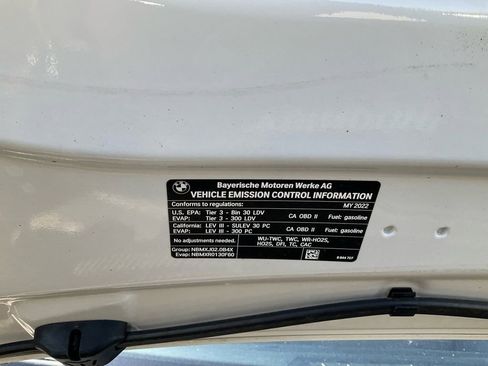 Bayerische Motoren Werke AG
VEHICLE EMISSION CONTROL INFORMATION
Conforms to regulations: MY 2022
U.S. EPA: Tier 3 - Bin 30 LDV CA OBD II Fuel: gasoline
EVAP: Tier 3 - 300 LDV
California: LEV III - SULEV 30 PC CA OBD II Fuel: gasoline
EVAP: LEV III - 300 PC
Group: NBMXJ02.0B4X WU-TWC, TWC, WR-HO2S,
Evap: NBMXR0130F60 HO2S, DFI, TC, CAC